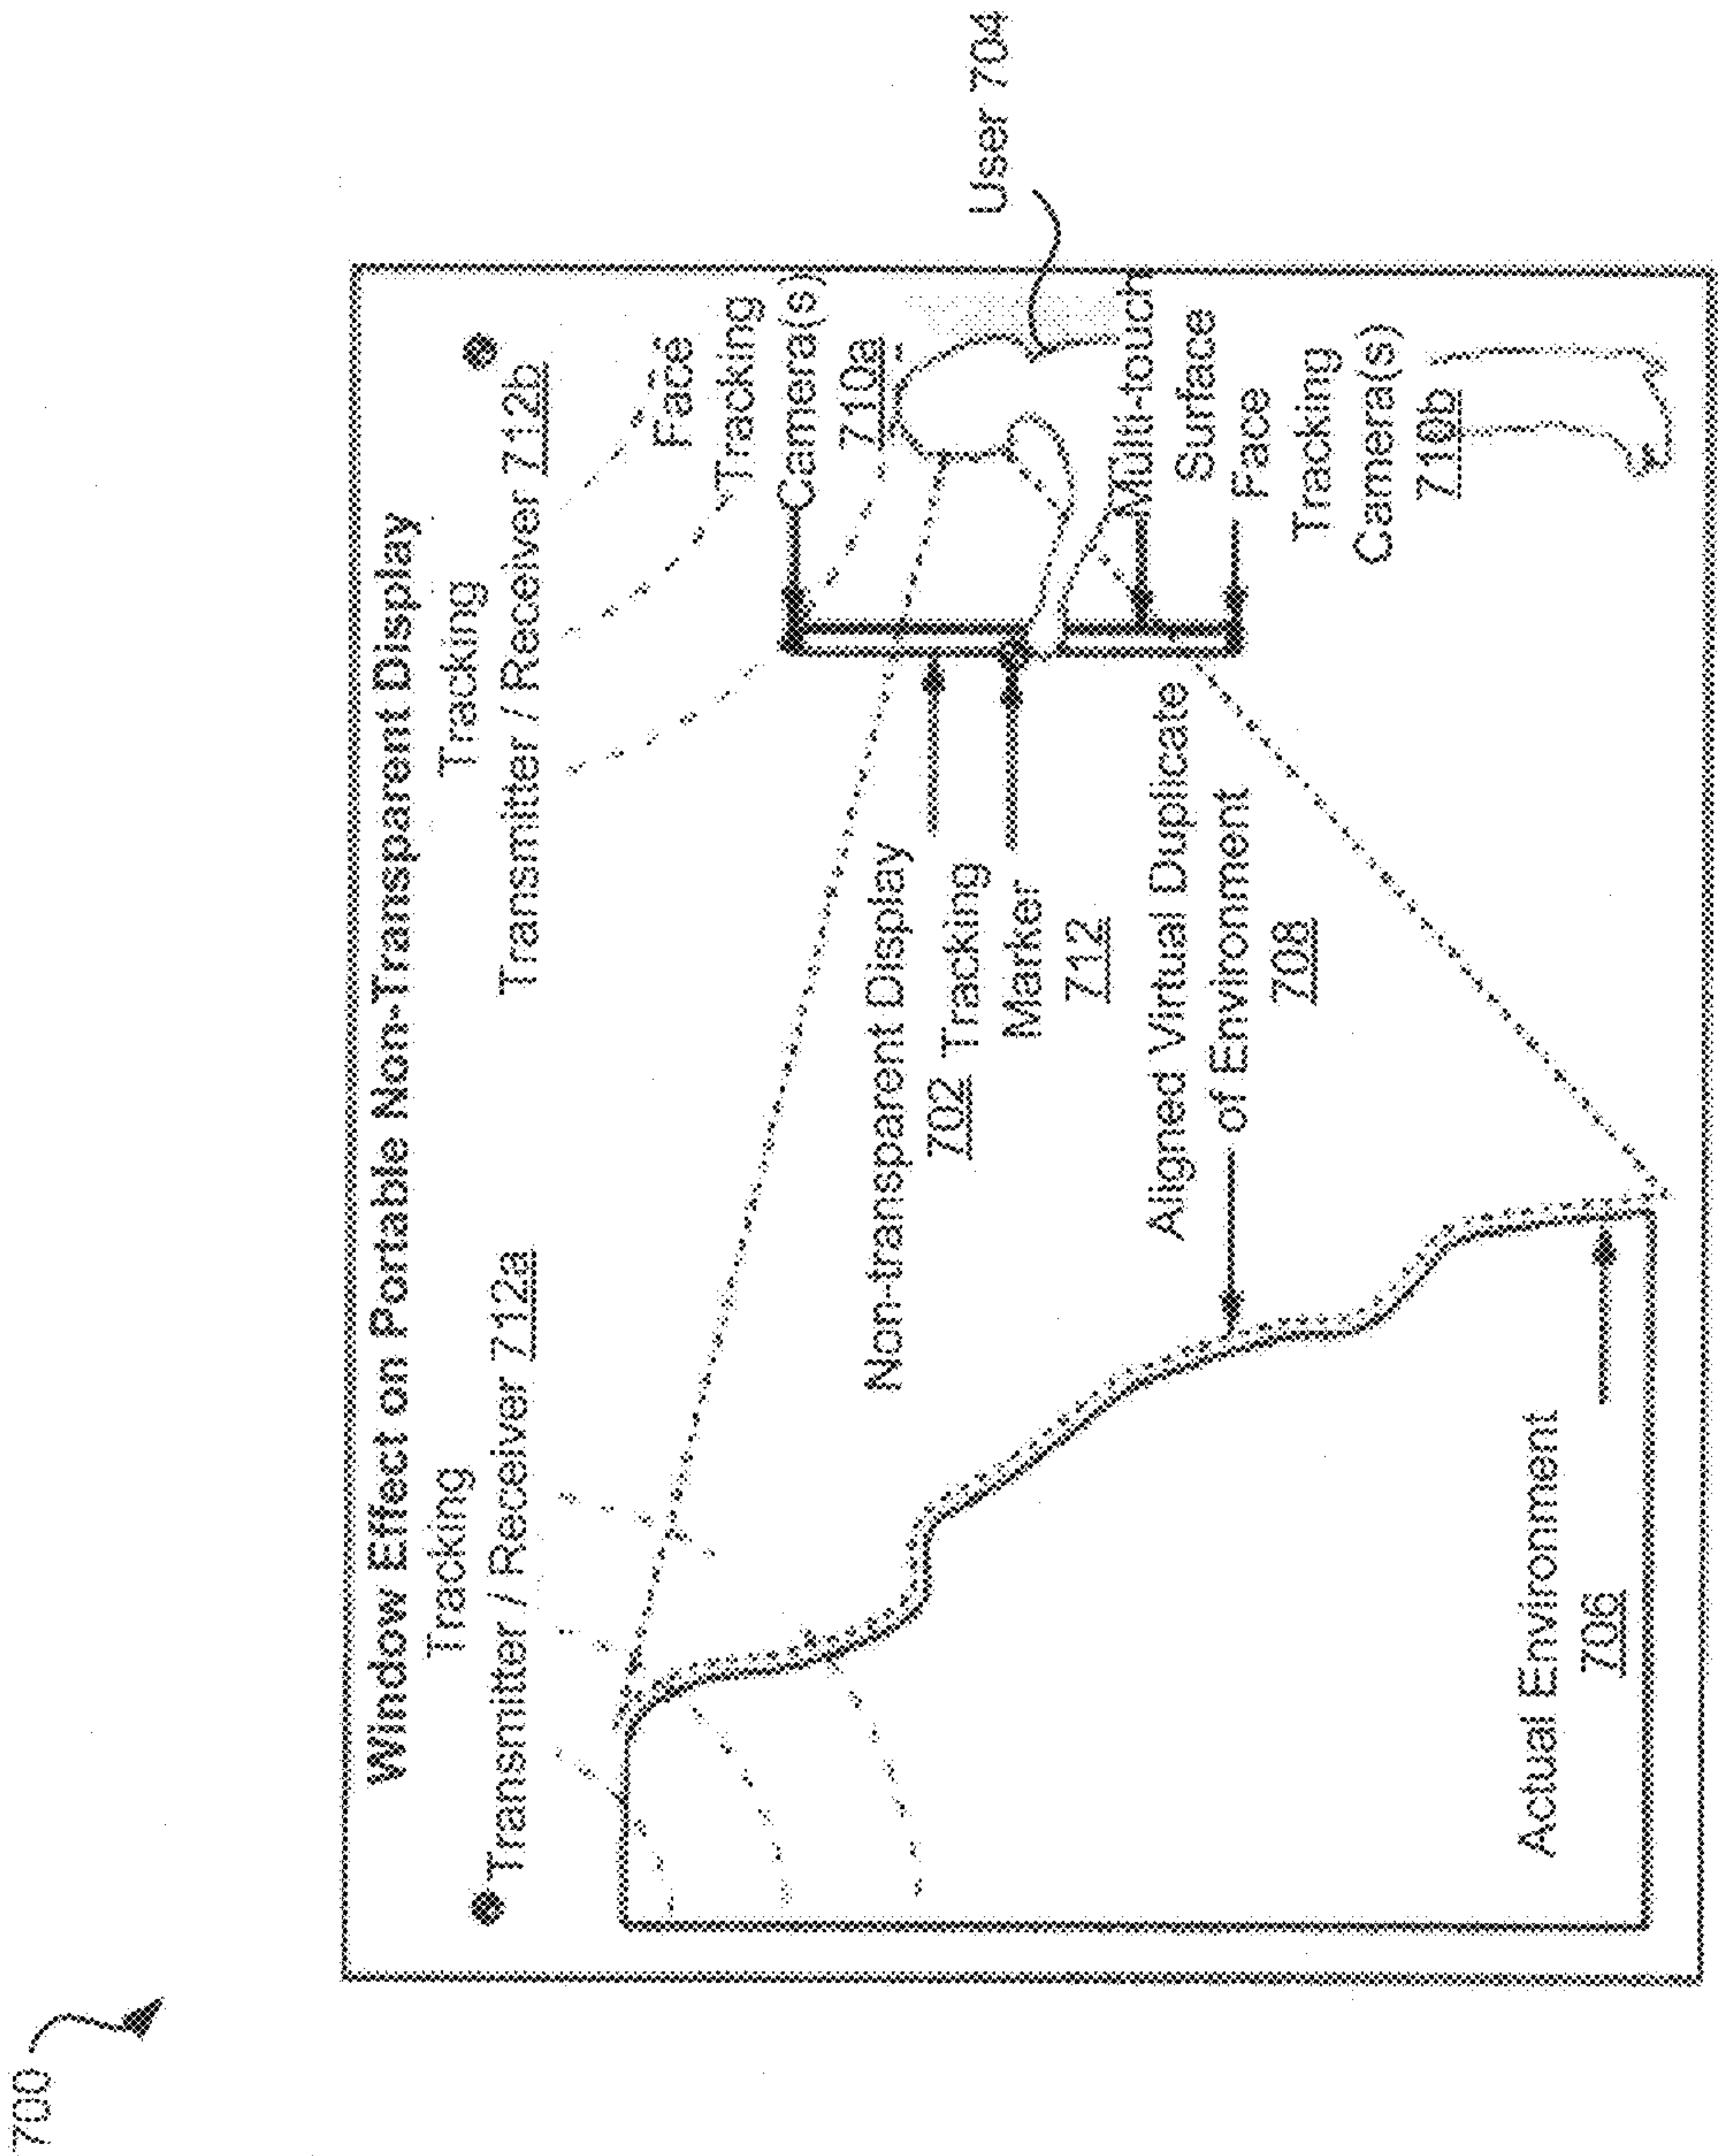 700
Window Effect on Portable Non-Transparent Display
Tracking
Transmitter / Receiver 712a
Tracking
Transmitter / Receiver 712b
Face
Tracking
Camera(s)
710a
Non-transparent Display
702
Tracking
Marker
712
User 704
Multi-touch
Surface
Aligned Virtual Duplicate
of Environment
708
Face
Tracking
Camera(s)
710b
Actual Environment
706